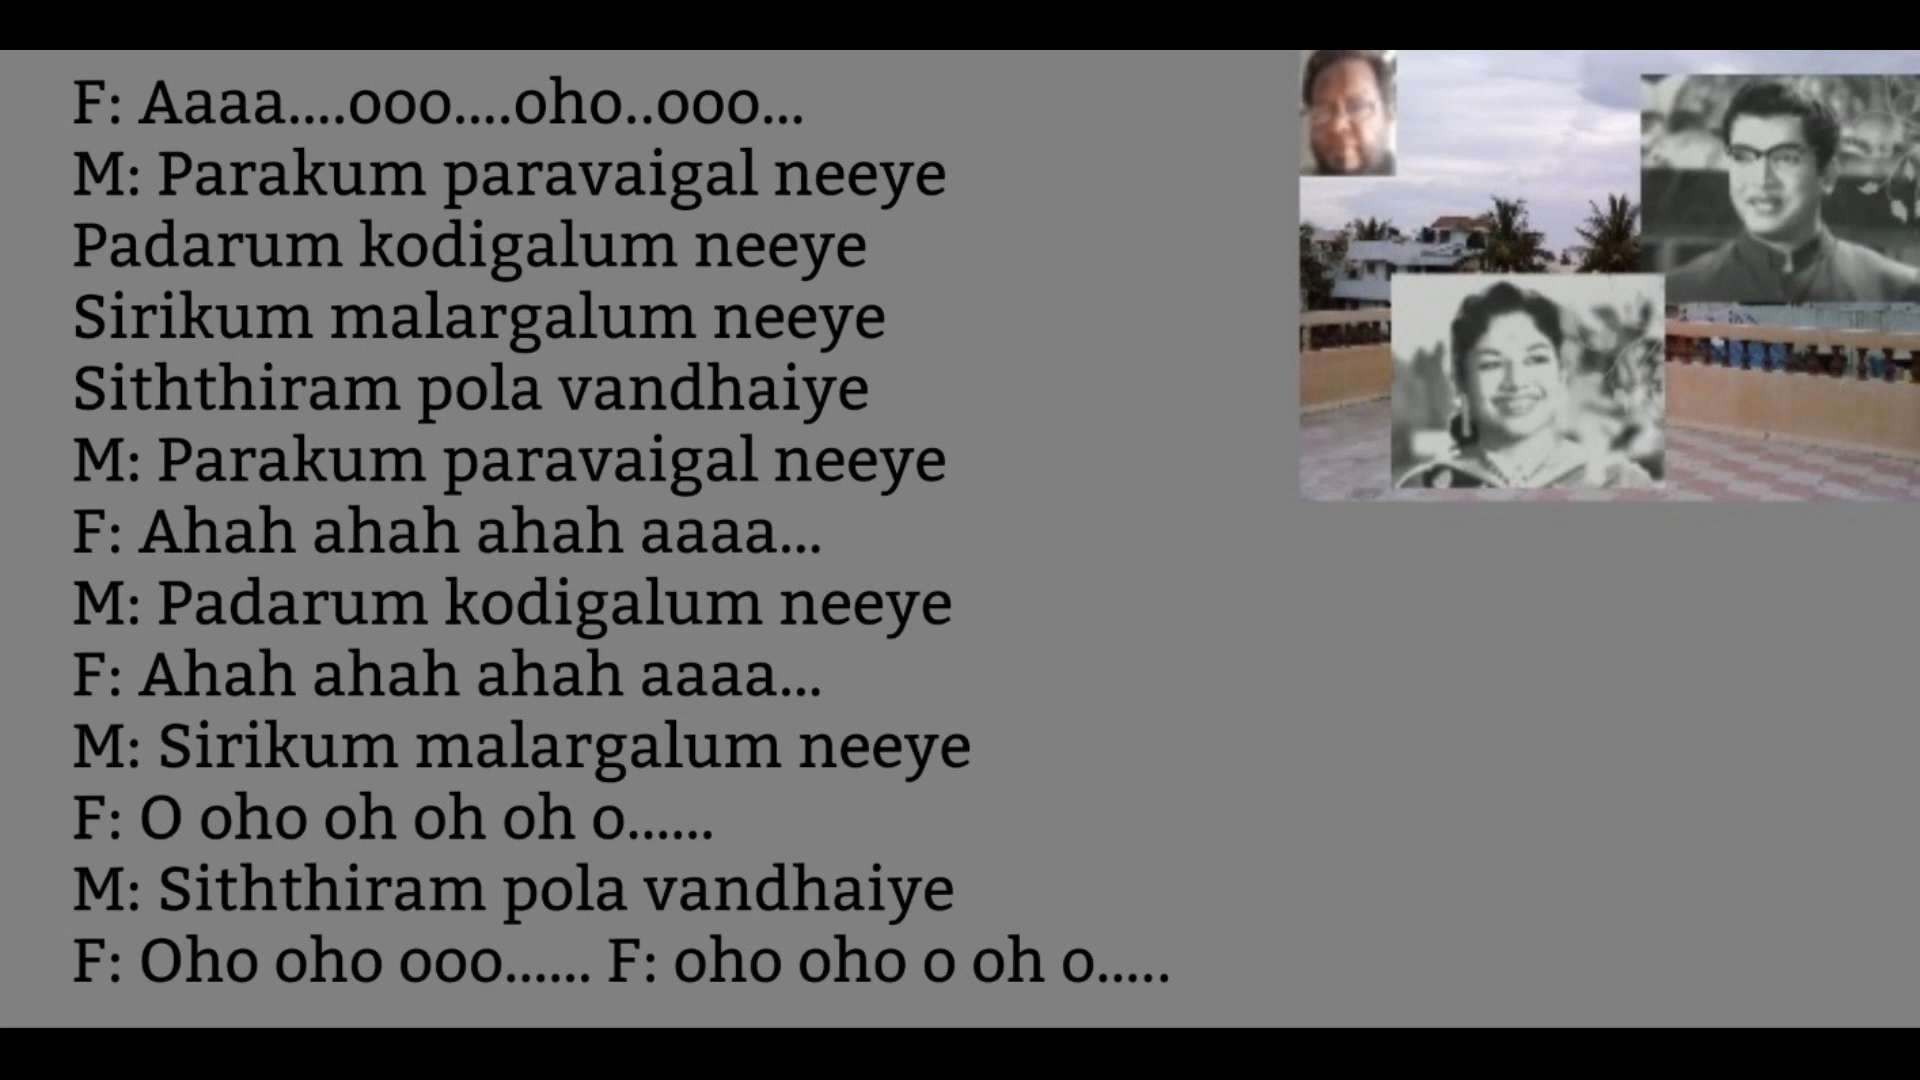 F: Aaaa....ooo....oho..ooo...
M: Parakum paravaigal neeye
Padarum kodigalum neeye
Sirikum malargalum neeye
Siththiram pola vandhaiye
M: Parakum paravaigal neeye
F: Ahah ahah ahah aaaa...
M: Padarum kodigalum neeye
F: Ahah ahah ahah aaaa...
M: Sirikum malargalum neeye
F: O oho oh oh oh o......
M: Siththiram pola vandhaiye
F: Oho oho ooo...... F: oho oho o oh o.....